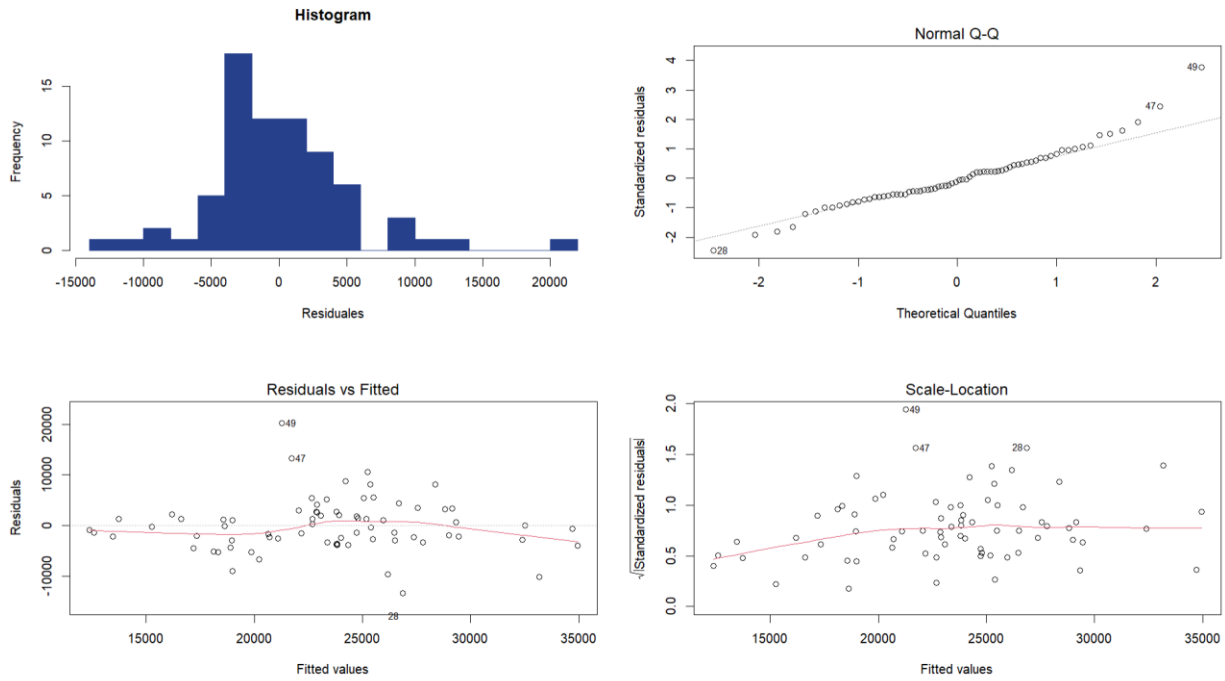 Histogram
Frequency
15
10
5
0
-15000 -10000 -5000 0 5000 10000 15000 20000
Residuales
Normal Q-Q
Standardized residuals
4
3
2
1
0
-1
-2
49
47
28
-2 -1 0 1 2
Theoretical Quantiles
Residuals vs Fitted
Residuals
20000
10000
0
-10000
49
47
28
15000 20000 25000 30000 35000
Fitted values
Scale-Location
√|Standardized residuals|
2.0
1.5
1.0
0.5
0.0
49
47
28
15000 20000 25000 30000 35000
Fitted values